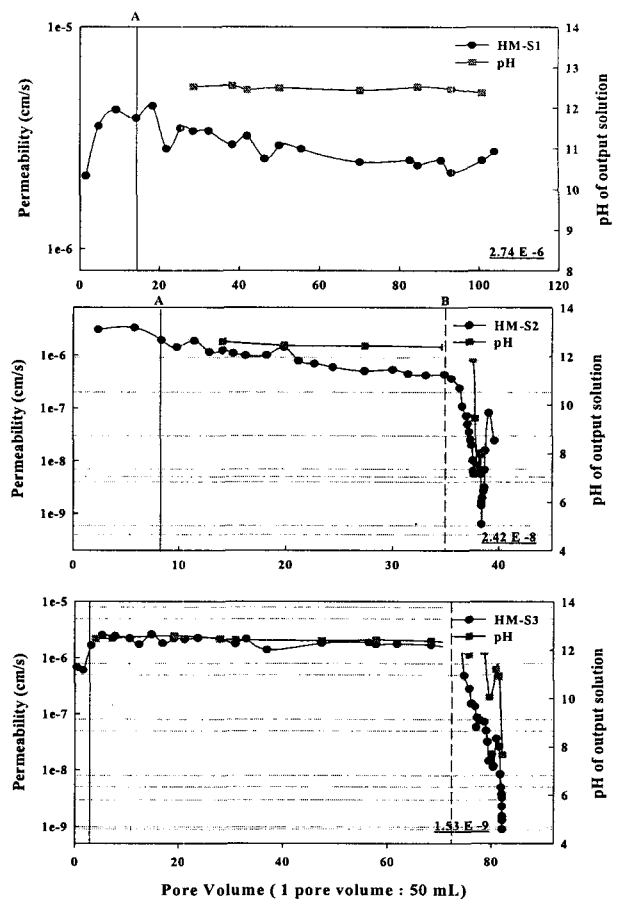 A
1e-5
14
HM-S1
pH
13
12
11
10
1e-6
9
2.74 E -6
8
0 20 40 60 80 100 120
Permeability (cm/s)
pH of output solution
A B
14
HM-S2
pH
1e-6
12
1e-7
10
1e-8
8
6
1e-9
2.42 E -8
4
0 10 20 30 40
Permeability (cm/s)
pH of output solution
1e-5
14
HM-S3
pH
1e-6
12
1e-7
10
8
1e-8
6
1e-9
1.53 E -9
4
0 20 40 60 80
Permeability (cm/s)
pH of output solution
Pore Volume ( 1 pore volume : 50 mL)